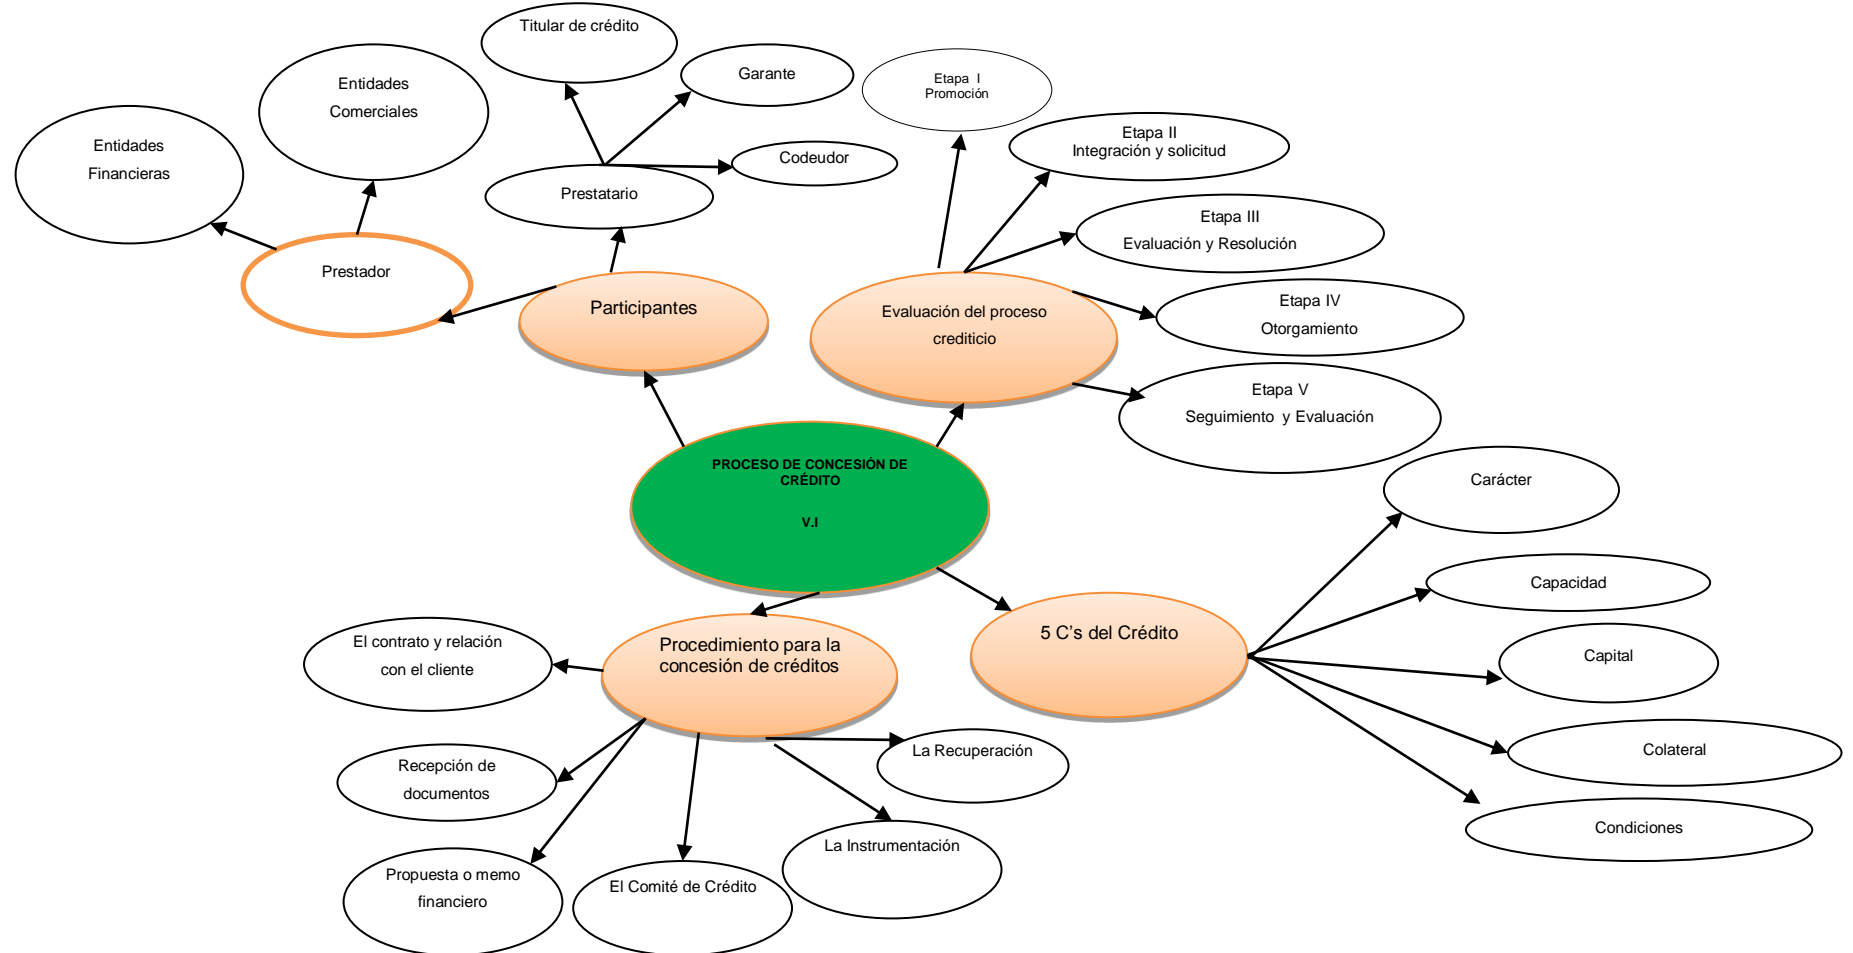 Titular de crédito
Garante
Entidades
Comerciales
Etapa  I
Promoción
Entidades
Financieras
Etapa II
Integración y solicitud
Codeudor
Prestatario
Etapa III
Evaluación y Resolución
Prestador
Participantes
Evaluación del proceso
crediticio
Etapa IV
Otorgamiento
Etapa V
Seguimiento  y Evaluación
PROCESO DE CONCESIÓN DE
CRÉDITO
V.I
Carácter
Capacidad
5 C's del Crédito
Capital
Procedimiento para la
concesión de créditos
El contrato y relación
con el cliente
Colateral
La Recuperación
Recepción de
documentos
Condiciones
La Instrumentación
Propuesta o memo
financiero
El Comité de Crédito